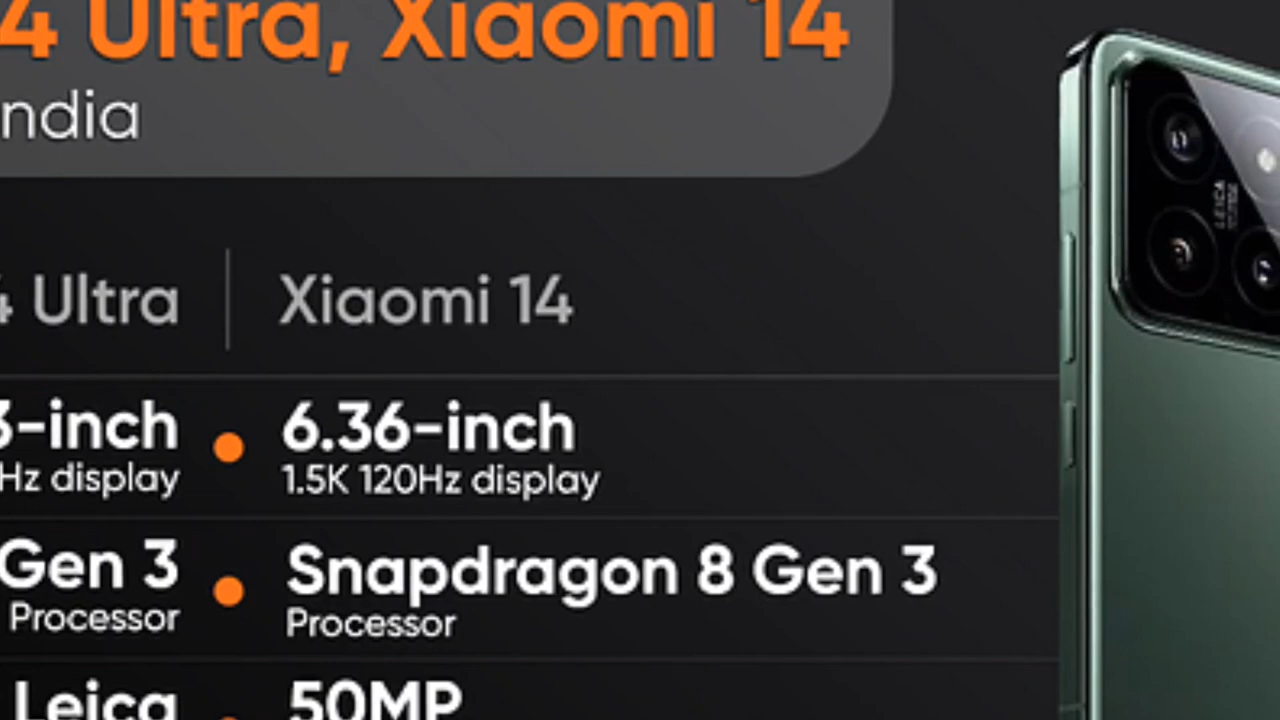 4 Ultra, Xiaomi 14
ndia
4 Ultra
Xiaomi 14
3-inch
Hz display
6.36-inch
1.5K 120Hz display
Gen 3
Processor
Snapdragon 8 Gen 3
Processor
Leica
50MP
LEICA